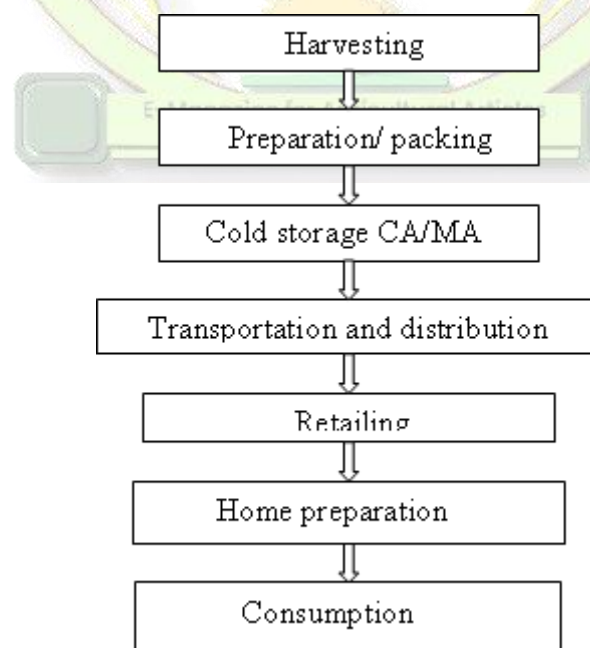 Harvesting
Preparation/ packing
Cold storage CA/MA
Transportation and distribution
Retailing
Home preparation
Consumption